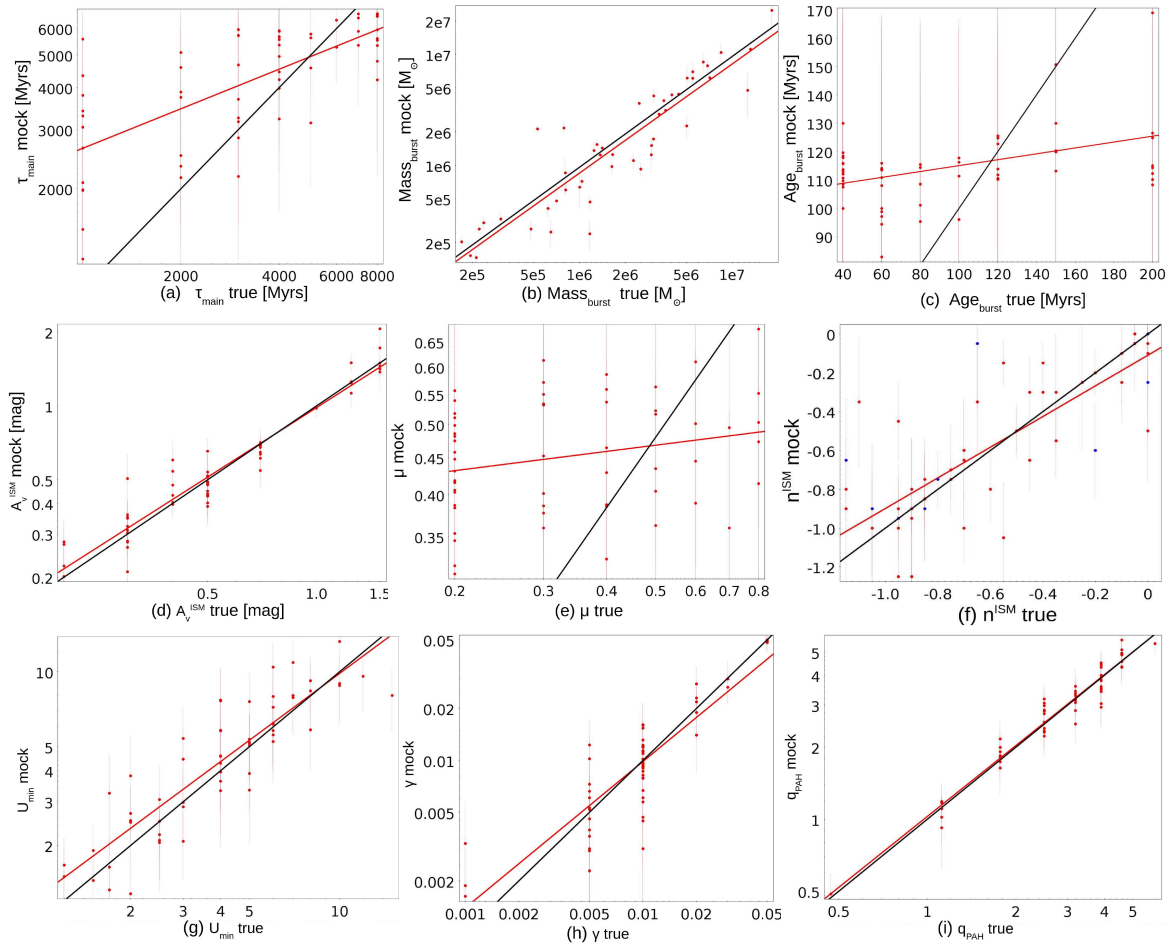 6000
5000
4000
3000
2000
τmain mock [Myrs]
2000 4000 6000 8000
(a) τmain true [Myrs]
2e7
1e7
5e6
2e6
1e6
5e5
2e5
Massburst mock [M⊙]
2e5 5e5 1e6 2e6 5e6 1e7
(b) Massburst true [M⊙]
170
160
150
140
130
120
110
100
90
Ageburst mock [Myrs]
40 60 80 100 120 140 160 180 200
(c) Ageburst true [Myrs]
2
1
0.5
0.4
0.3
0.2
AvISM mock [mag]
0.5 1.0 1.5
(d) AvISM true [mag]
0.65
0.60
0.55
0.50
0.45
0.40
0.35
μ mock
0.2 0.3 0.4 0.5 0.6 0.7 0.8
(e) μ true
0
-0.2
-0.4
-0.6
-0.8
-1.0
-1.2
nISM mock
-1.0 -0.8 -0.6 -0.4 -0.2 0
(f) nISM true
10
5
4
3
2
Umin mock
2 3 4 5 10
(g) Umin true
0.05
0.02
0.01
0.005
0.002
γ mock
0.001 0.002 0.005 0.01 0.02 0.05
(h) γ true
5
4
3
2
1
0.5
qPAH mock
0.5 1 2 3 4 5
(i) qPAH true